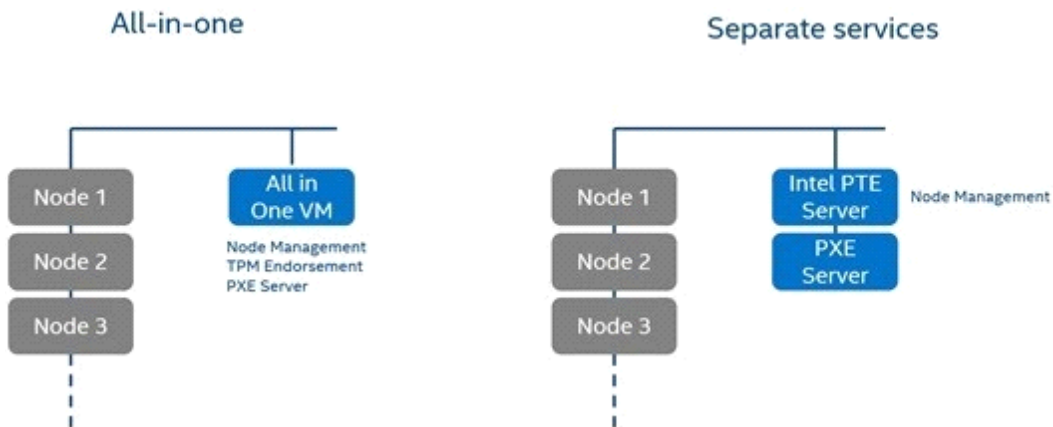 All-in-one
Node 1
Node 2
Node 3
All in
One VM
Node Management
TPM Endorsement
PXE Server
Separate services
Node 1
Node 2
Node 3
Intel PTE
Server
PXE
Server
Node Management